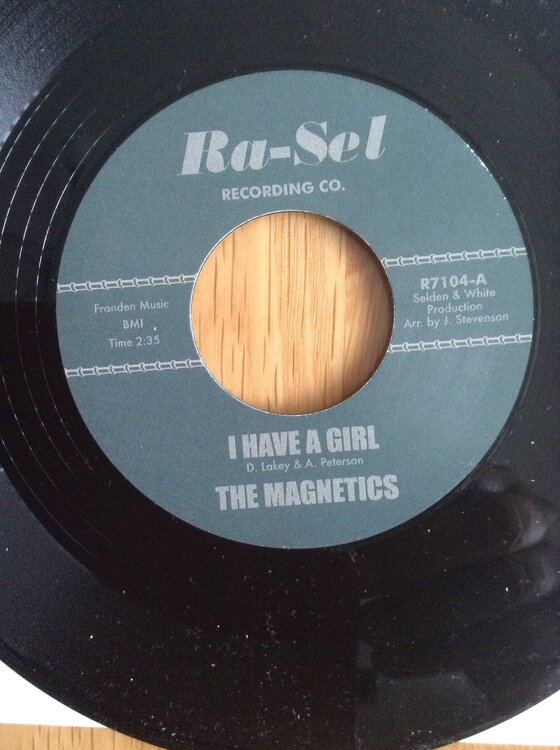 Ra-Sel
RECORDING CO.
Franden Music
BMI
Time 2:35
R7104-A
Selden & White
Production
Arr. by J. Stevenson
I HAVE A GIRL
D. Lakey & A. Peterson
THE MAGNETICS